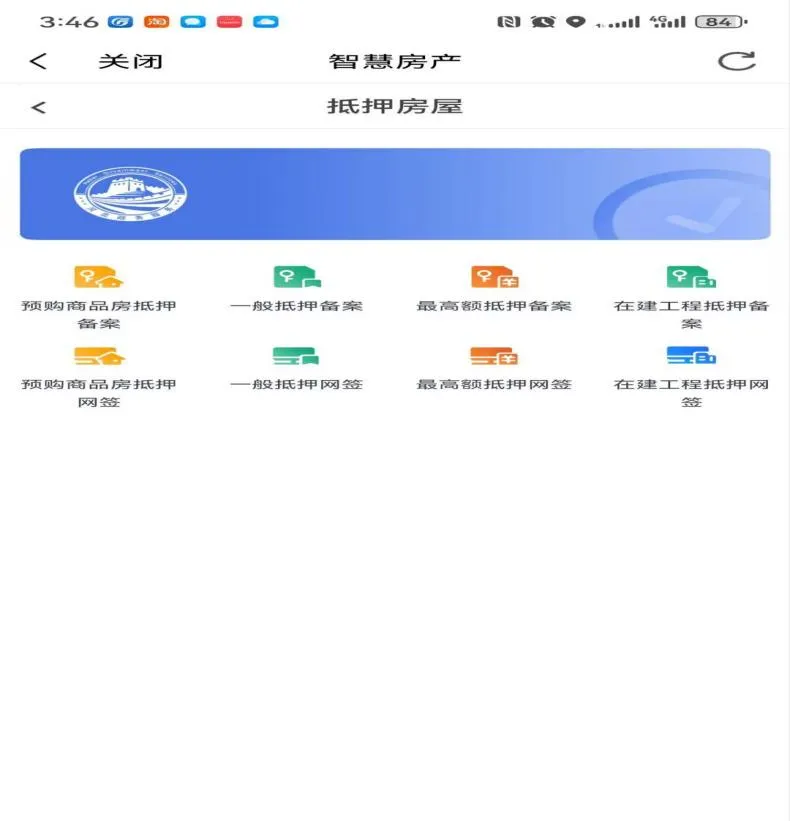 3:46
淘
4G
84
关闭
智慧房产
抵押房屋
预购商品房抵押
备案
一般抵押备案
最高额抵押备案
在建工程抵押备
案
预购商品房抵押
网签
一般抵押网签
最高额抵押网签
在建工程抵押网
签